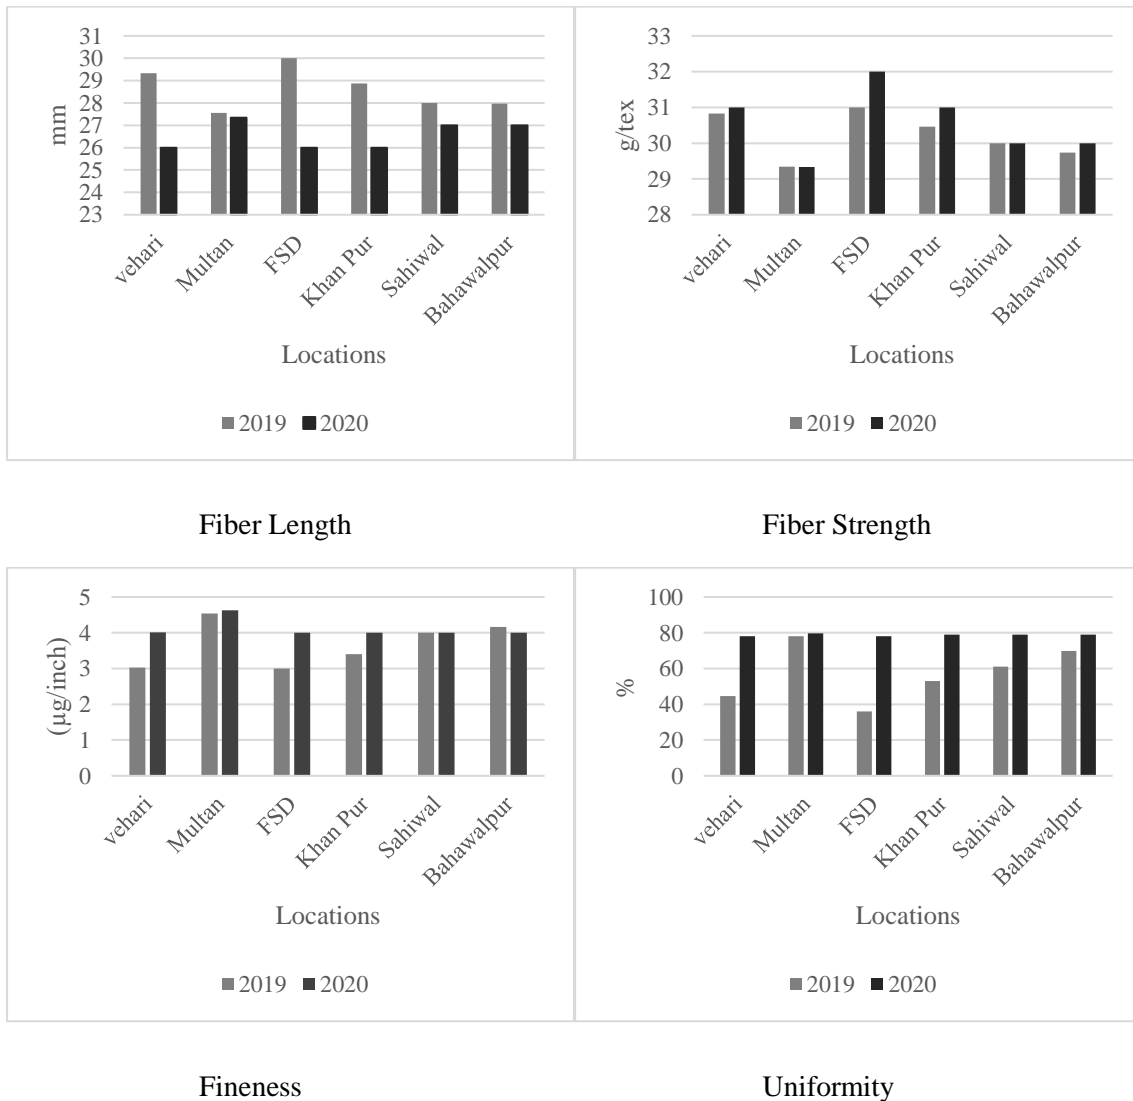 31
30
29
28
27
26
25
24
23
mm
vehari
Multan
FSD
Khan Pur
Sahiwal
Bahawalpur
Locations
2019 2020
33
32
31
30
29
28
g/tex
vehari
Multan
FSD
Khan Pur
Sahiwal
Bahawalpur
Locations
2019 2020
Fiber Length
Fiber Strength
5
4
3
2
1
0
(µg/inch)
vehari
Multan
FSD
Khan Pur
Sahiwal
Bahawalpur
Locations
2019 2020
100
80
60
40
20
0
%
vehari
Multan
FSD
Khan Pur
Sahiwal
Bahawalpur
Locations
2019 2020
Fineness
Uniformity